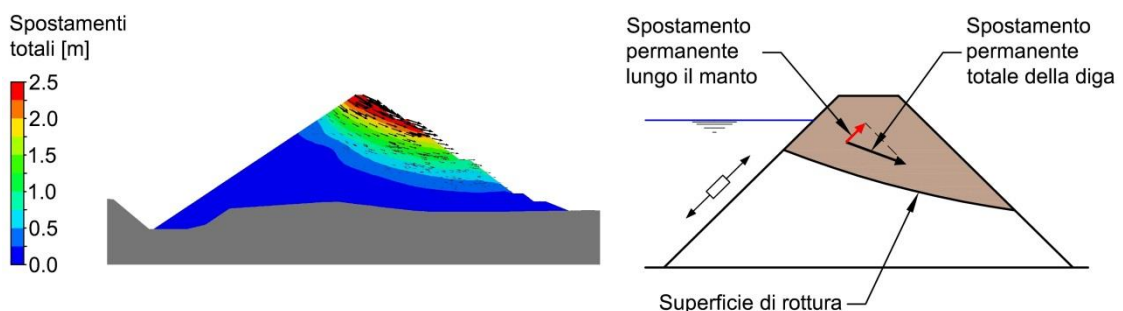 Spostamenti
totali [m]
2.5
2.0
1.5
1.0
0.5
0.0
Spostamento
permanente
lungo il manto
Spostamento
permanente
totale della diga
Superficie di rottura